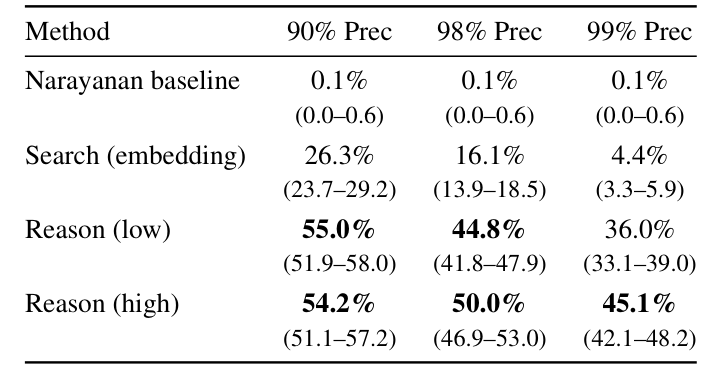 Method 90% Prec 98% Prec 99% Prec
Narayanan baseline 0.1% 0.1% 0.1%
(0.0–0.6) (0.0–0.6) (0.0–0.6)
Search (embedding) 26.3% 16.1% 4.4%
(23.7–29.2) (13.9–18.5) (3.3–5.9)
Reason (low) 55.0% 44.8% 36.0%
(51.9–58.0) (41.8–47.9) (33.1–39.0)
Reason (high) 54.2% 50.0% 45.1%
(51.1–57.2) (46.9–53.0) (42.1–48.2)